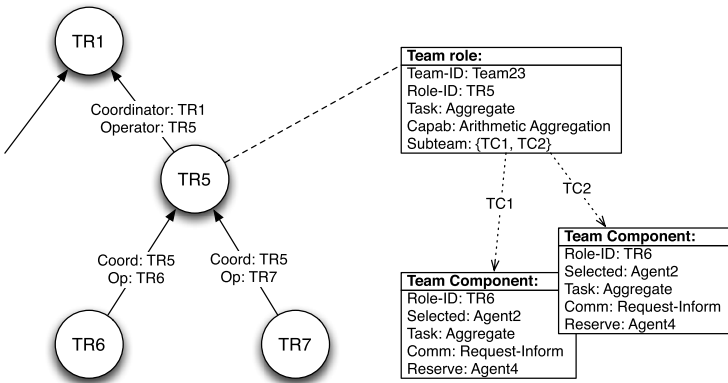 TR1
Coordinator: TR1
Operator: TR5
TR5
Coord: TR5
Op: TR6
Coord: TR5
Op: TR7
TR6
TR7
Team role:
Team-ID: Team23
Role-ID: TR5
Task: Aggregate
Capab: Arithmetic Aggregation
Subteam: {TC1, TC2}
TC1
TC2
Team Component:
Role-ID: TR6
Selected: Agent2
Task: Aggregate
Comm: Request-Inform
Reserve: Agent4
Team Component:
Role-ID: TR6
Selected: Agent2
Task: Aggregate
Comm: Request-Inform
Reserve: Agent4